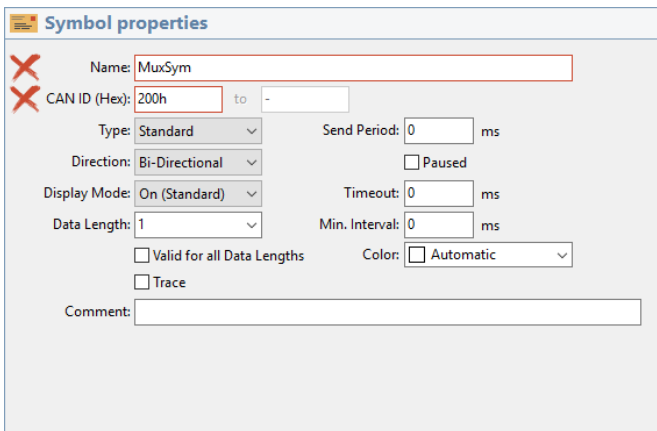 Symbol properties
Name: MuxSym
CAN ID (Hex): 200h to -
Type: Standard Send Period: 0 ms
Direction: Bi-Directional Paused
Display Mode: On (Standard) Timeout: 0 ms
Data Length: 1 Min. Interval: 0 ms
Valid for all Data Lengths Color: Automatic
Trace
Comment: